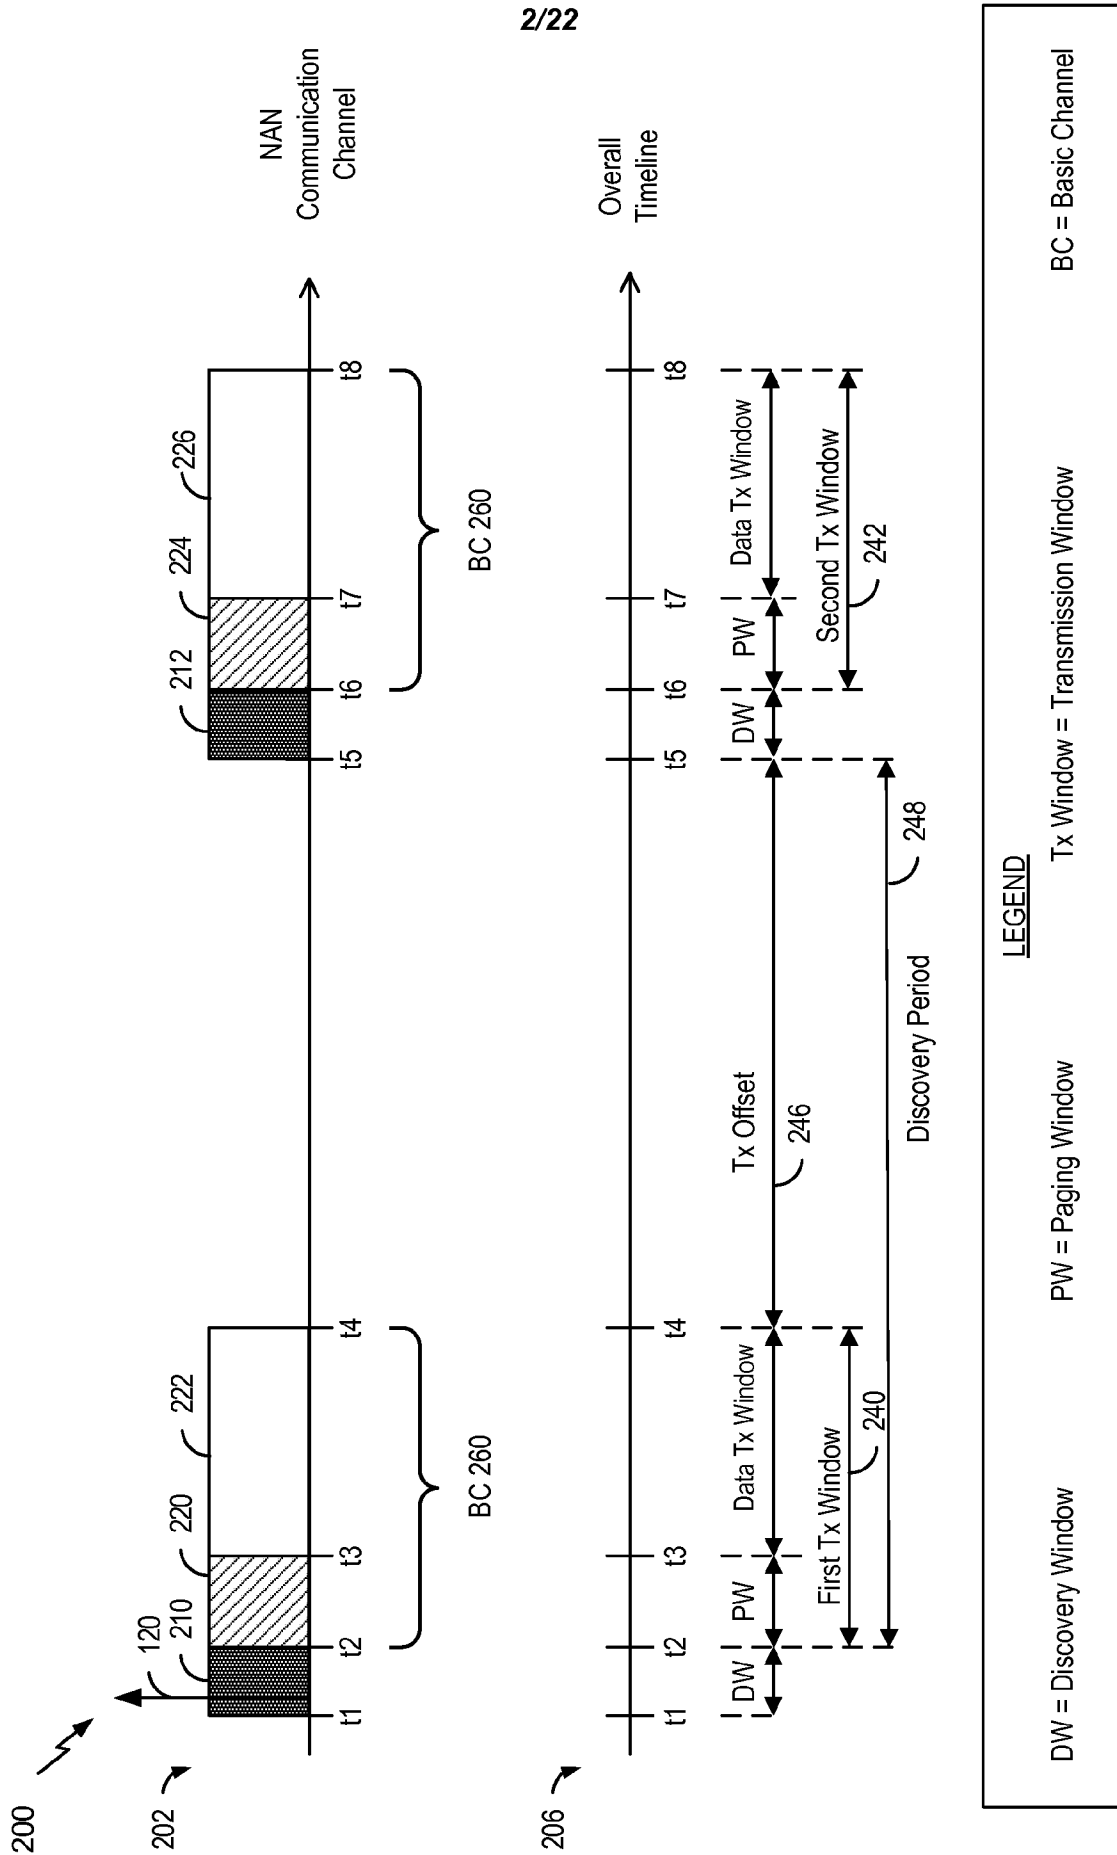 2/22
200
202
120
210
220
222
212
224
226
NAN
Communication
Channel
t1
t2
t3
t4
t5
t6
t7
t8
BC 260
BC 260
206
Overall
Timeline
t1
t2
t3
t4
t5
t6
t7
t8
DW
PW
Data Tx Window
Tx Offset
246
DW
PW
Data Tx Window
First Tx Window
240
Second Tx Window
242
Discovery Period
248
LEGEND
DW = Discovery Window
PW = Paging Window
Tx Window = Transmission Window
BC = Basic Channel